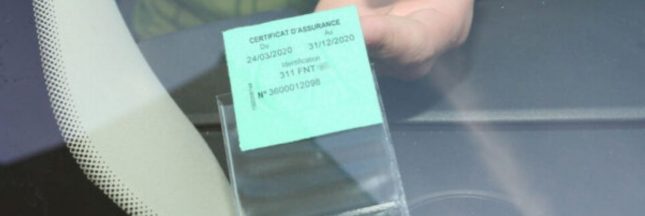 CERTIFICAT D'ASSURANCE
Du Au
24/03/2020 31/12/2020
Identification
311 FNT
N° 3600012098